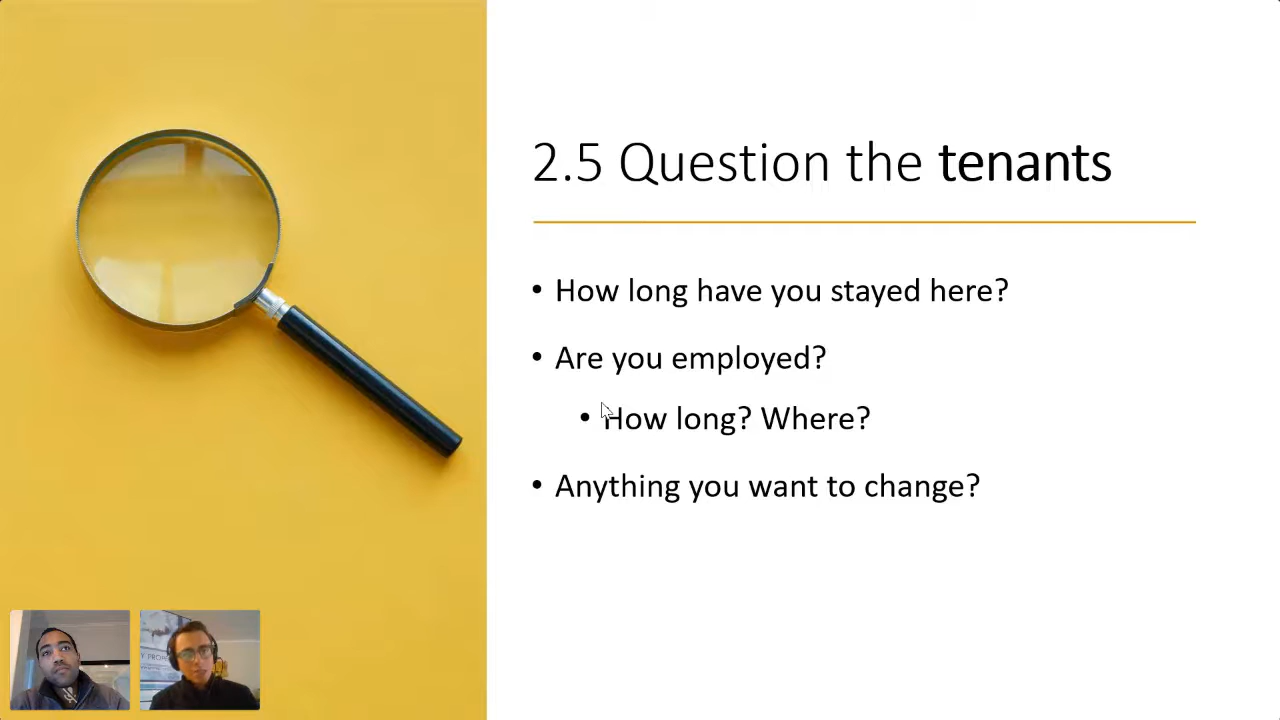 2.5 Question the tenants
• How long have you stayed here?
• Are you employed?
• How long? Where?
• Anything you want to change?